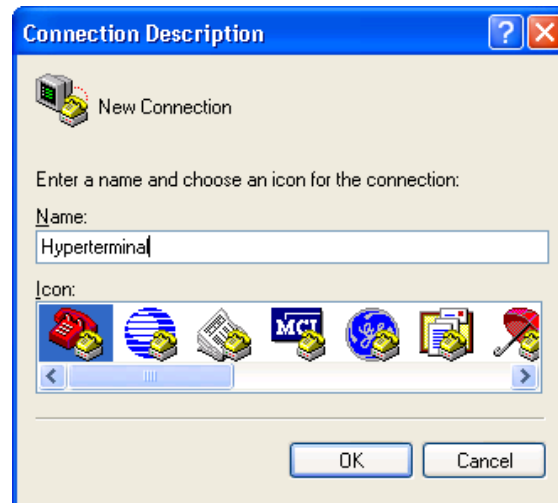 Connection Description
New Connection
Enter a name and choose an icon for the connection:
Name:
Hyperterminal
Icon:
MCI
OK
Cancel